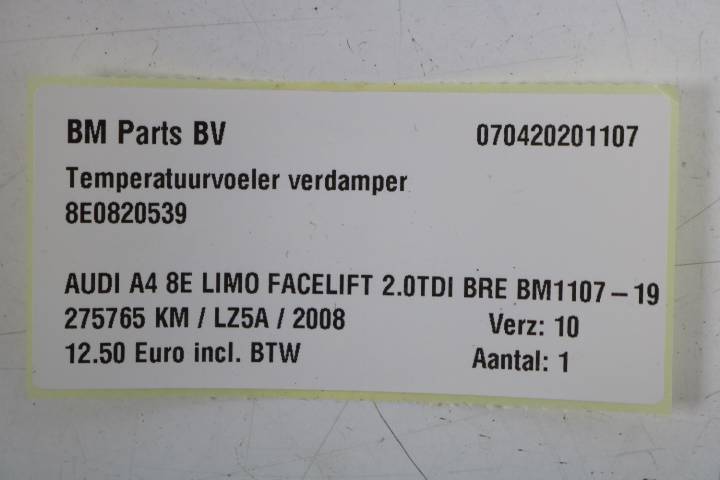 BM Parts BV 070420201107
Temperatuurvoeler verdamper
8E0820539
AUDI A4 8E LIMO FACELIFT 2.0TDI BRE BM1107-19
275765 KM / LZ5A / 2008 Verz: 10
12.50 Euro incl. BTW Aantal: 1